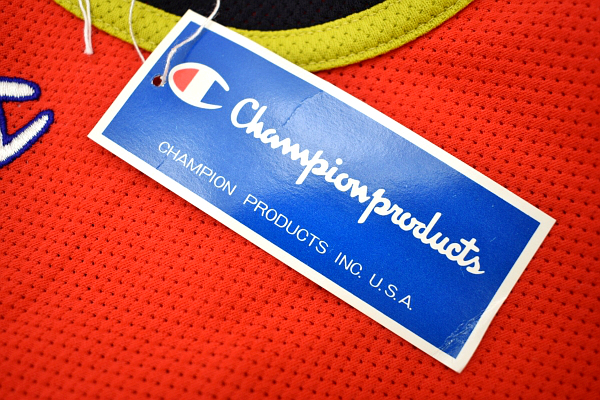 Championproducts
CHAMPION PRODUCTS INC. U.S.A.